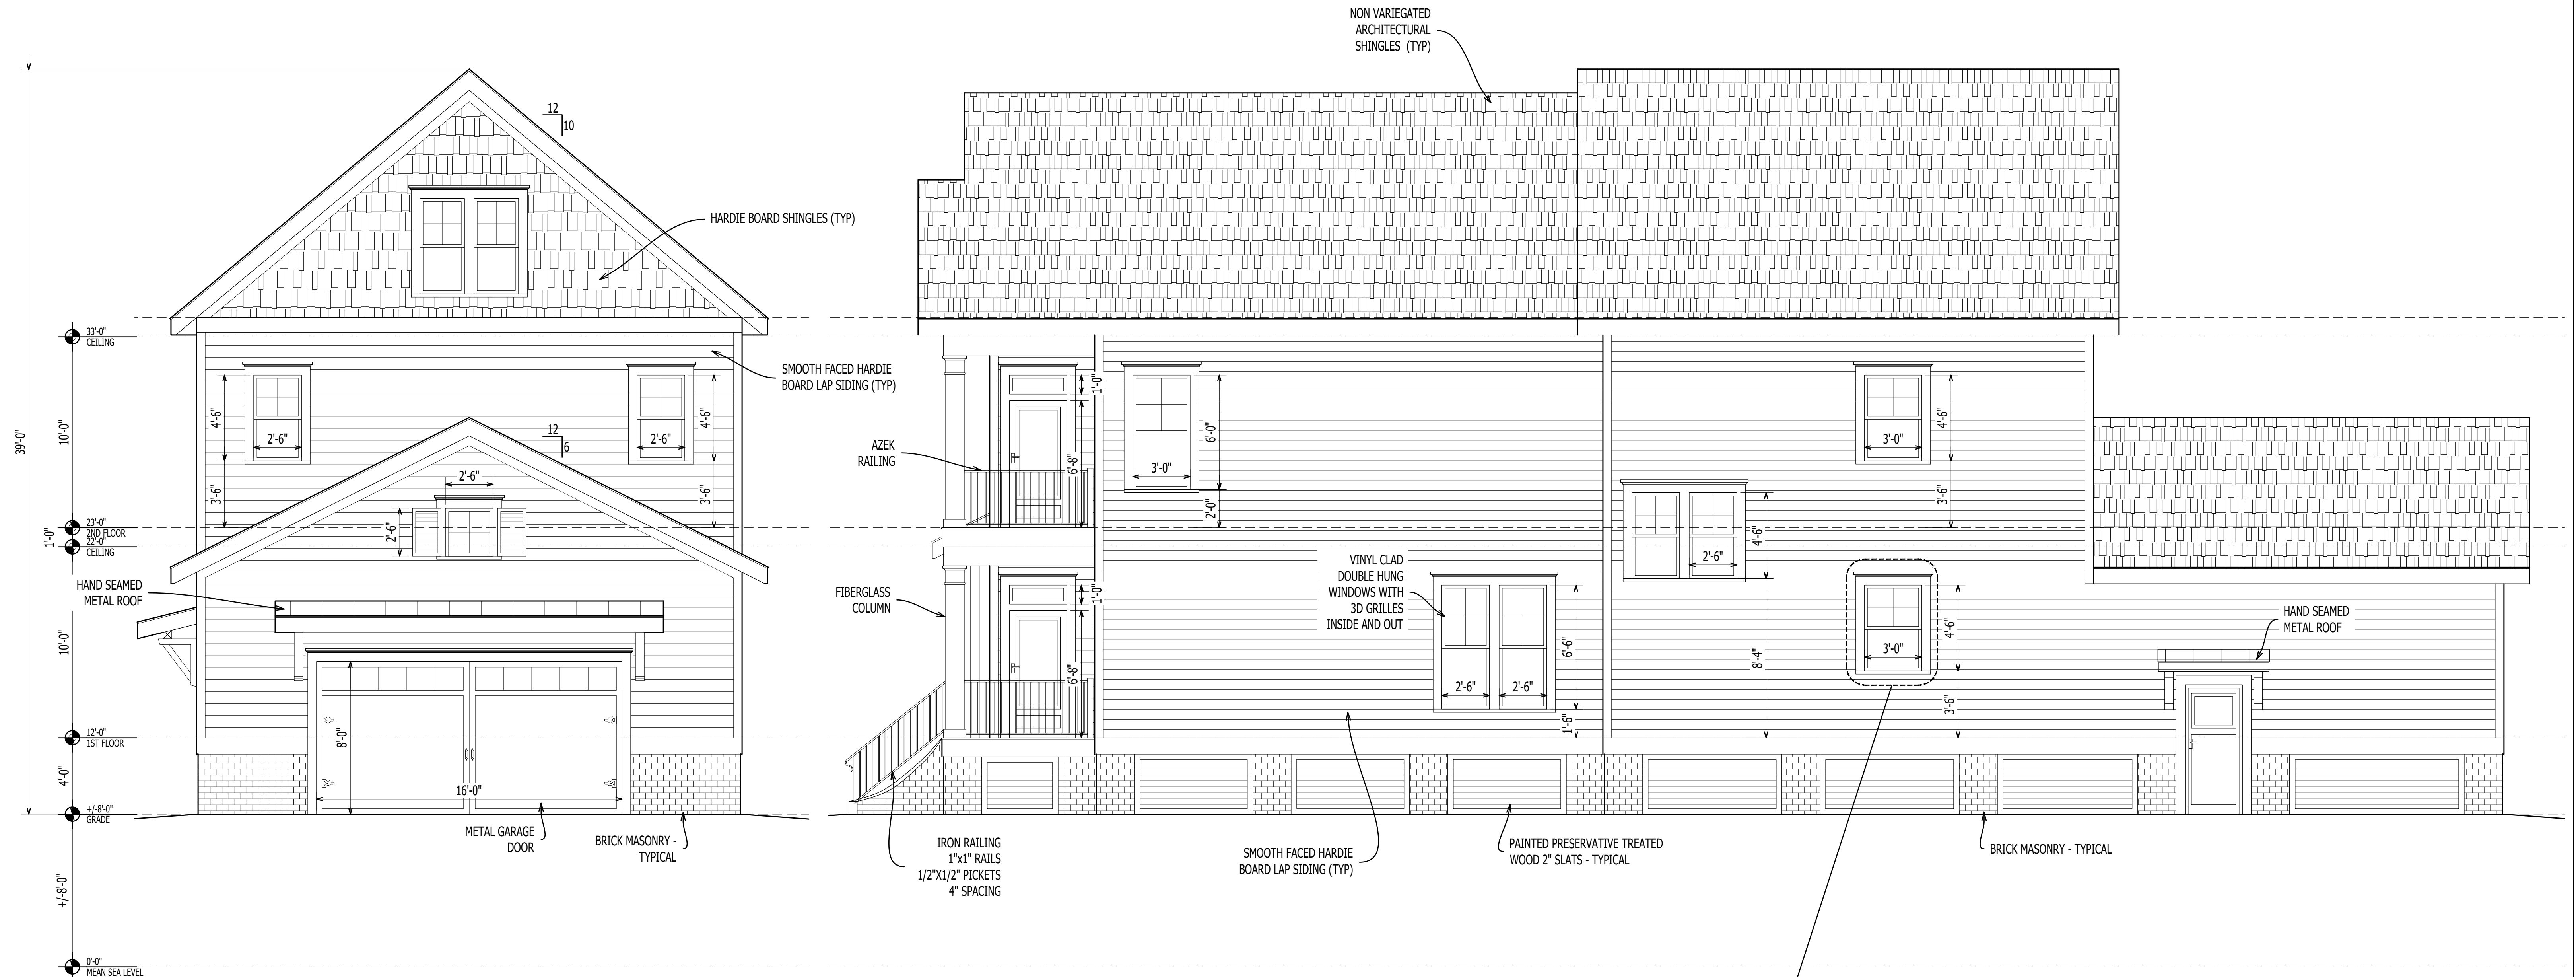 NON VARIEGATED
ARCHITECTURAL
SHINGLES (TYP)
12
10
HARDIE BOARD SHINGLES (TYP)
39'-0"
33'-0"
CEILING
10'-0"
23'-0"
2ND FLOOR
1'-0"
22'-0"
CEILING
10'-0"
12'-0"
1ST FLOOR
4'-0"
+/-8'-0"
GRADE
+/-8'-0"
0'-0"
MEAN SEA LEVEL
SMOOTH FACED HARDIE
BOARD LAP SIDING (TYP)
4'-6"
2'-6"
3'-6"
2'-6"
4'-6"
3'-6"
12
6
2'-6"
2'-6"
HAND SEAMED
METAL ROOF
8'-0"
16'-0"
METAL GARAGE
DOOR
BRICK MASONRY -
TYPICAL
AZEK
RAILING
FIBERGLASS
COLUMN
1'-0"
6'-8"
1'-0"
6'-8"
IRON RAILING
1"x1" RAILS
1/2"X1/2" PICKETS
4" SPACING
3'-0"
6'-0"
2'-0"
VINYL CLAD
DOUBLE HUNG
WINDOWS WITH
3D GRILLES
INSIDE AND OUT
2'-6"
2'-6"
6'-6"
1'-6"
SMOOTH FACED HARDIE
BOARD LAP SIDING (TYP)
PAINTED PRESERVATIVE TREATED
WOOD 2" SLATS - TYPICAL
2'-6"
4'-6"
8'-4"
3'-0"
4'-6"
3'-6"
3'-0"
4'-6"
3'-6"
HAND SEAMED
METAL ROOF
BRICK MASONRY - TYPICAL